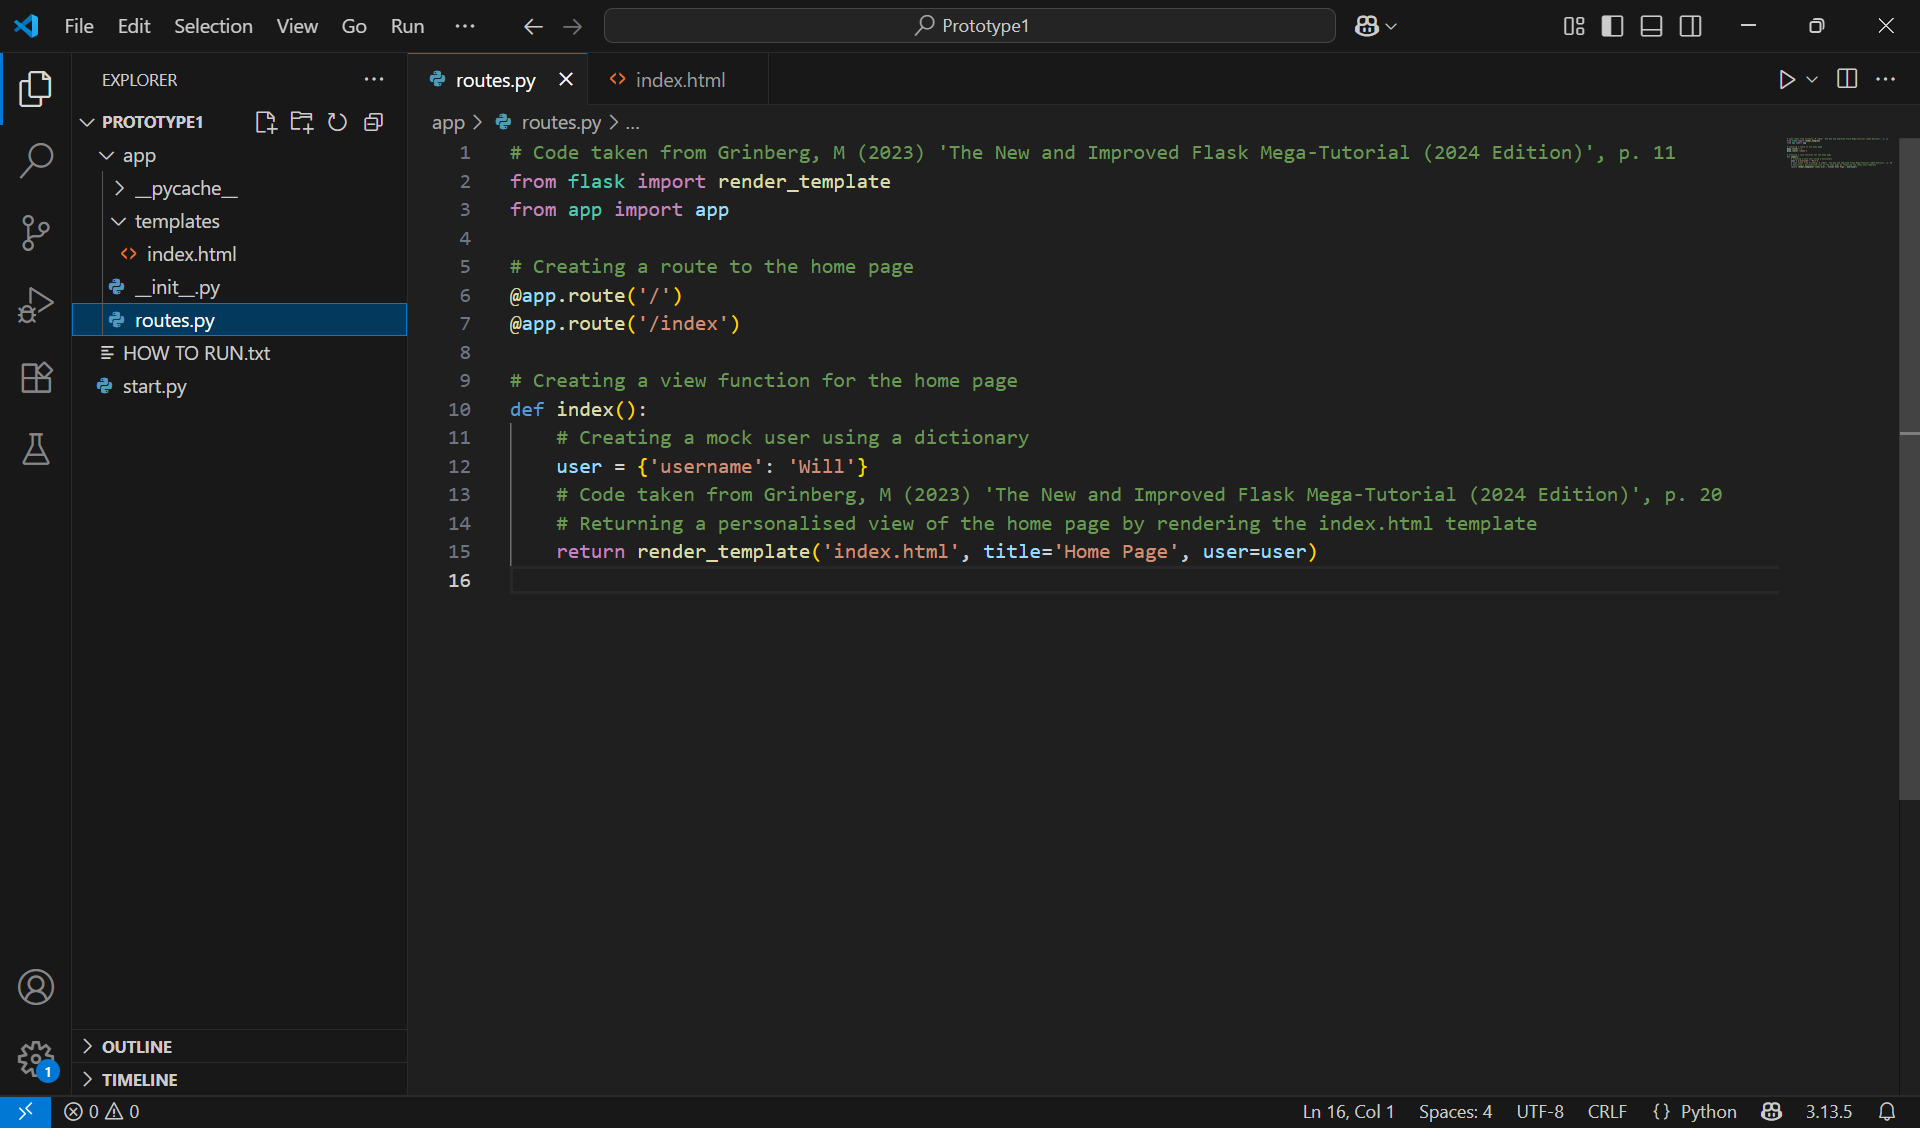 File Edit Selection View Go Run ··· Prototype1
EXPLORER ···
PROTOTYPE1
app
__pycache__
templates
index.html
__init__.py
routes.py
HOW TO RUN.txt
start.py
OUTLINE
TIMELINE
1
routes.py index.html
app > routes.py > ...
1 # Code taken from Grinberg, M (2023) 'The New and Improved Flask Mega-Tutorial (2024 Edition)', p. 11
2 from flask import render_template
3 from app import app
4
5 # Creating a route to the home page
6 @app.route('/')
7 @app.route('/index')
8
9 # Creating a view function for the home page
10 def index():
11     # Creating a mock user using a dictionary
12     user = {'username': 'Will'}
13     # Code taken from Grinberg, M (2023) 'The New and Improved Flask Mega-Tutorial (2024 Edition)', p. 20
14     # Returning a personalised view of the home page by rendering the index.html template
15     return render_template('index.html', title='Home Page', user=user)
16
0 0 Ln 16, Col 1 Spaces: 4 UTF-8 CRLF {} Python 3.13.5